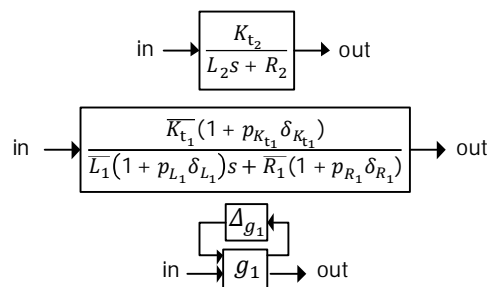 in K_{t_2} / (L_2 s + R_2) out
in \overline{K_{t_1}}(1 + p_{K_{t_1}} δ_{K_{t_1}}) / (\overline{L_1}(1 + p_{L_1} δ_{L_1})s + \overline{R_1}(1 + p_{R_1} δ_{R_1})) out
Δ_{g_1}
in g_1 out